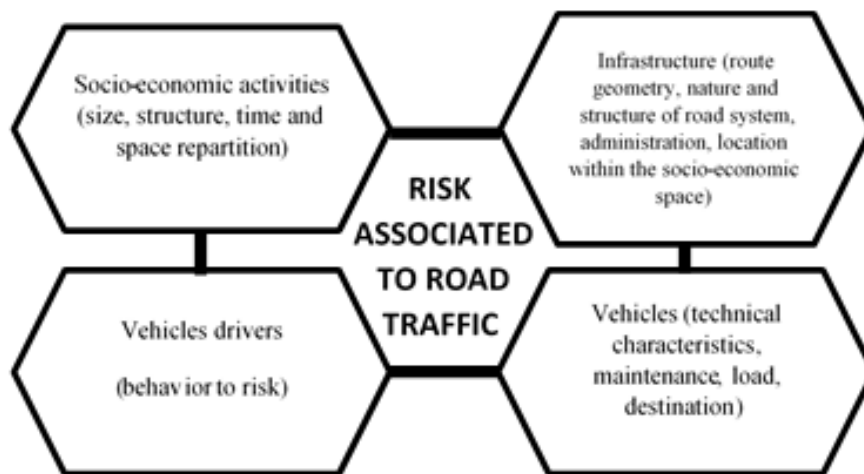 Socio-economic activities
(size, structure, time and
space repartition)
Infrastructure (route
geometry, nature and
structure of road system,
administration, location
within the socio-economic
space)
RISK
ASSOCIATED
TO ROAD
TRAFFIC
Vehicles drivers
(behavior to risk)
Vehicles (technical
characteristics,
maintenance, load,
destination)